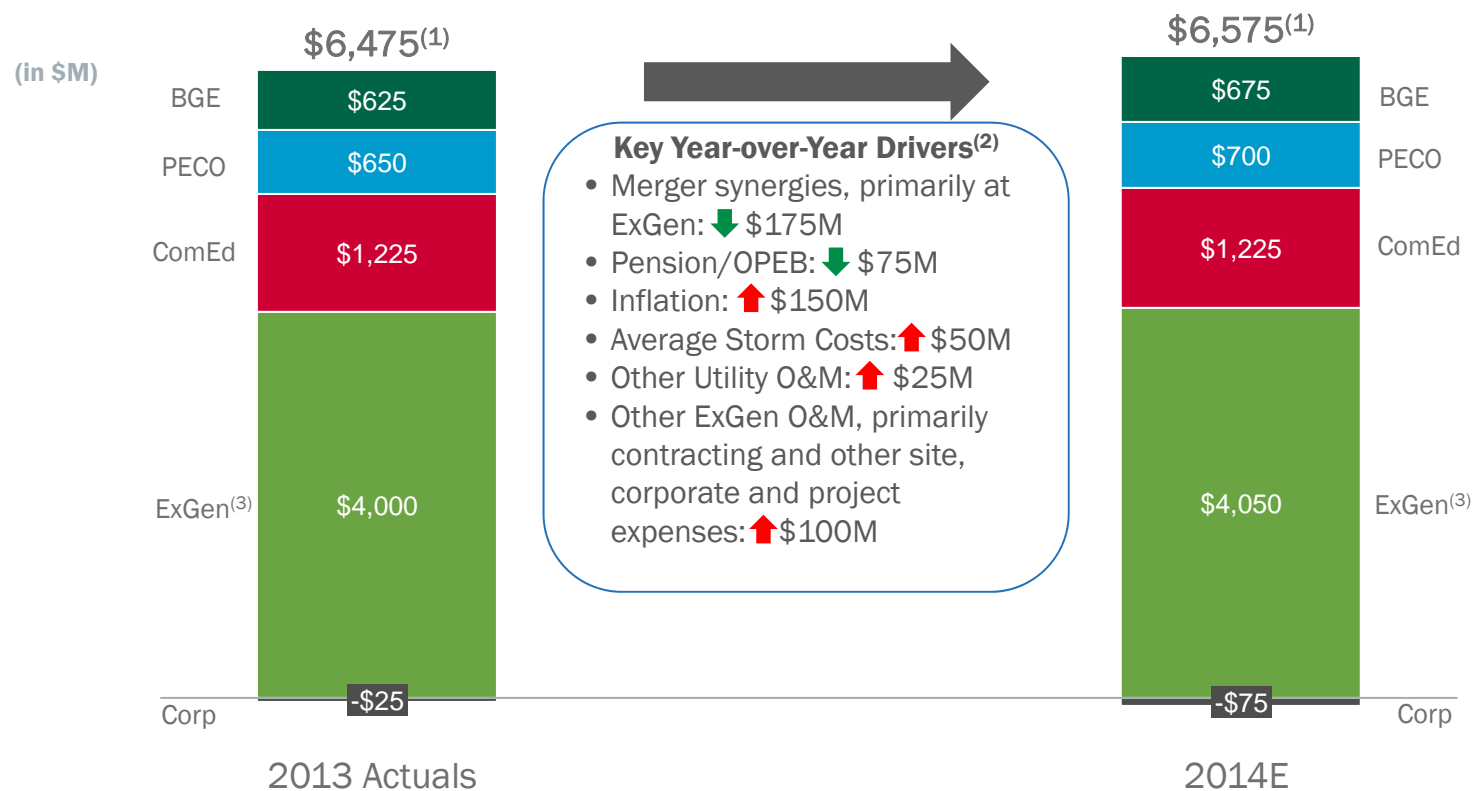 (in $M)
$6,475(1)
BGE
$625
PECO
$650
ComEd
$1,225
ExGen(3)
$4,000
-$25
Corp
2013 Actuals
Key Year-over-Year Drivers(2)
• Merger synergies, primarily at
ExGen: $175M
• Pension/OPEB: $75M
• Inflation: $150M
• Average Storm Costs: $50M
• Other Utility O&M: $25M
• Other ExGen O&M, primarily
contracting and other site,
corporate and project
expenses: $100M
$6,575(1)
$675
BGE
$700
PECO
$1,225
ComEd
$4,050
ExGen(3)
-$75
Corp
2014E